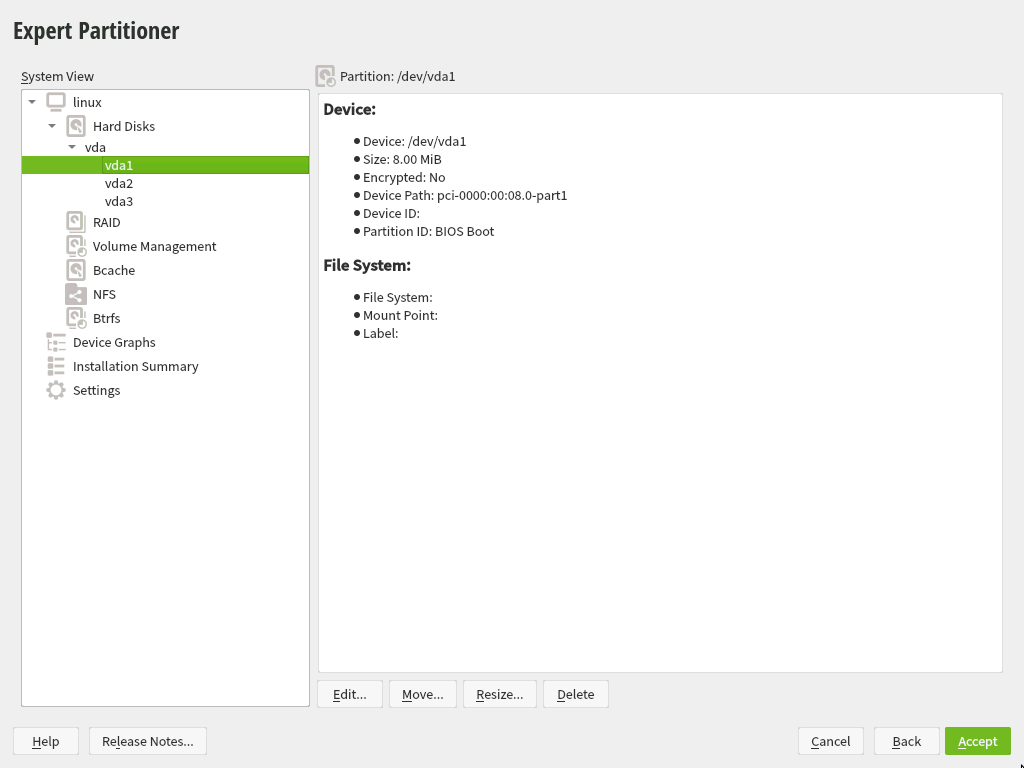 Expert Partitioner
System View
linux
Hard Disks
vda
vda1
vda2
vda3
RAID
Volume Management
Bcache
NFS
Btrfs
Device Graphs
Installation Summary
Settings
Partition: /dev/vda1
Device:
Device: /dev/vda1
Size: 8.00 MiB
Encrypted: No
Device Path: pci-0000:00:08.0-part1
Device ID:
Partition ID: BIOS Boot
File System:
File System:
Mount Point:
Label:
Edit... Move... Resize... Delete
Help Release Notes... Cancel Back Accept